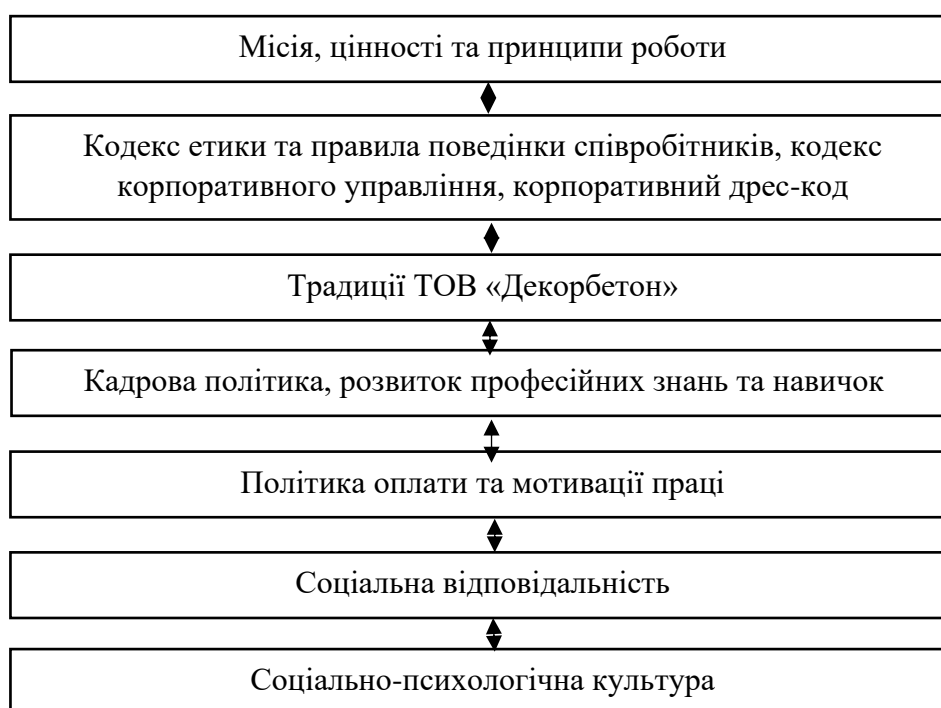 Місія, цінності та принципи роботи
Кодекс етики та правила поведінки співробітників, кодекс
корпоративного управління, корпоративний дрес-код
Традиції ТОВ «Декорбетон»
Кадрова політика, розвиток професійних знань та навичок
Політика оплати та мотивації праці
Соціальна відповідальність
Соціально-психологічна культура